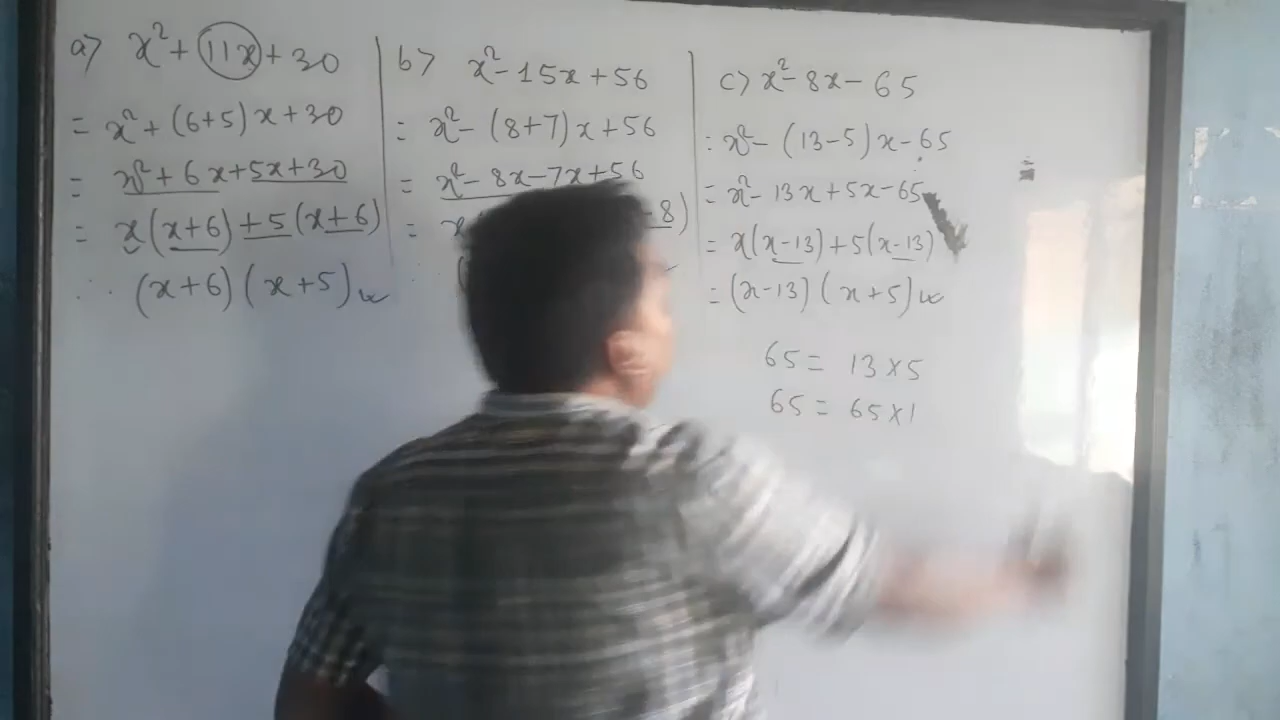 a) x² + 11x + 30
= x² + (6+5)x + 30
= x² + 6x + 5x + 30
= x(x+6) + 5(x+6)
(x+6)(x+5)
b) x² - 15x + 56
= x² - (8+7)x + 56
= x² - 8x - 7x + 56
= x( -8)
(
c) x² - 8x - 65
: x² - (13-5)x - 65
= x² - 13x + 5x - 65
= x(x-13) + 5(x-13)
= (x-13)(x+5)
65 = 13 × 5
65 = 65 × 1